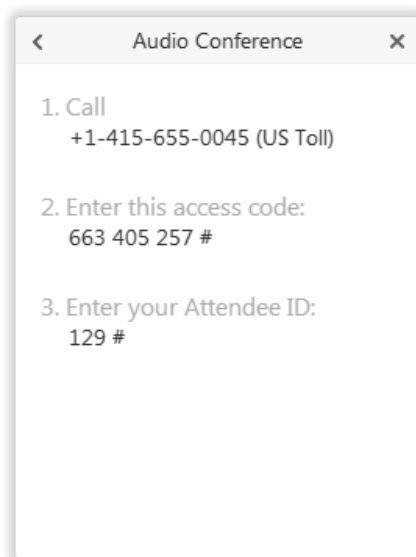 Audio Conference
1. Call
+1-415-655-0045 (US Toll)
2. Enter this access code:
663 405 257 #
3. Enter your Attendee ID:
129 #